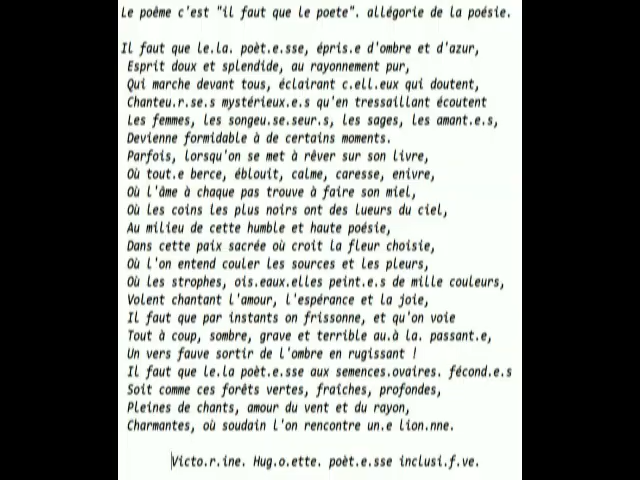 Le poème c'est "il faut que le poete". allégorie de la poésie.
Il faut que le.la. poèt.e.sse, épris.e d'ombre et d'azur,
Esprit doux et splendide, au rayonnement pur,
Qui marche devant tous, éclairant c.ell.eux qui doutent,
Chanteu.r.se.s mystérieux.e.s qu'en tressaillant écoutent
Les femmes, les songeu.se.seur.s, les sages, les amant.e.s,
Devienne formidable à de certains moments.
Parfois, lorsqu'on se met à rêver sur son livre,
Où tout.e berce, éblouit, calme, caresse, enivre,
Où l'âme à chaque pas trouve à faire son miel,
Où les coins les plus noirs ont des lueurs du ciel,
Au milieu de cette humble et haute poésie,
Dans cette paix sacrée où croit la fleur choisie,
Où l'on entend couler les sources et les pleurs,
Où les strophes, ois.eaux.elles peint.e.s de mille couleurs,
Volent chantant l'amour, l'espérance et la joie,
Il faut que par instants on frissonne, et qu'on voie
Tout à coup, sombre, grave et terrible au.à la. passant.e,
Un vers fauve sortir de l'ombre en rugissant !
Il faut que le.la poèt.e.sse aux semences.ovaires. fécond.e.s
Soit comme ces forêts vertes, fraîches, profondes,
Pleines de chants, amour du vent et du rayon,
Charmantes, où soudain l'on rencontre un.e lion.nne.
Victo.r.ine. Hug.o.ette. poèt.e.sse inclusi.f.ve.